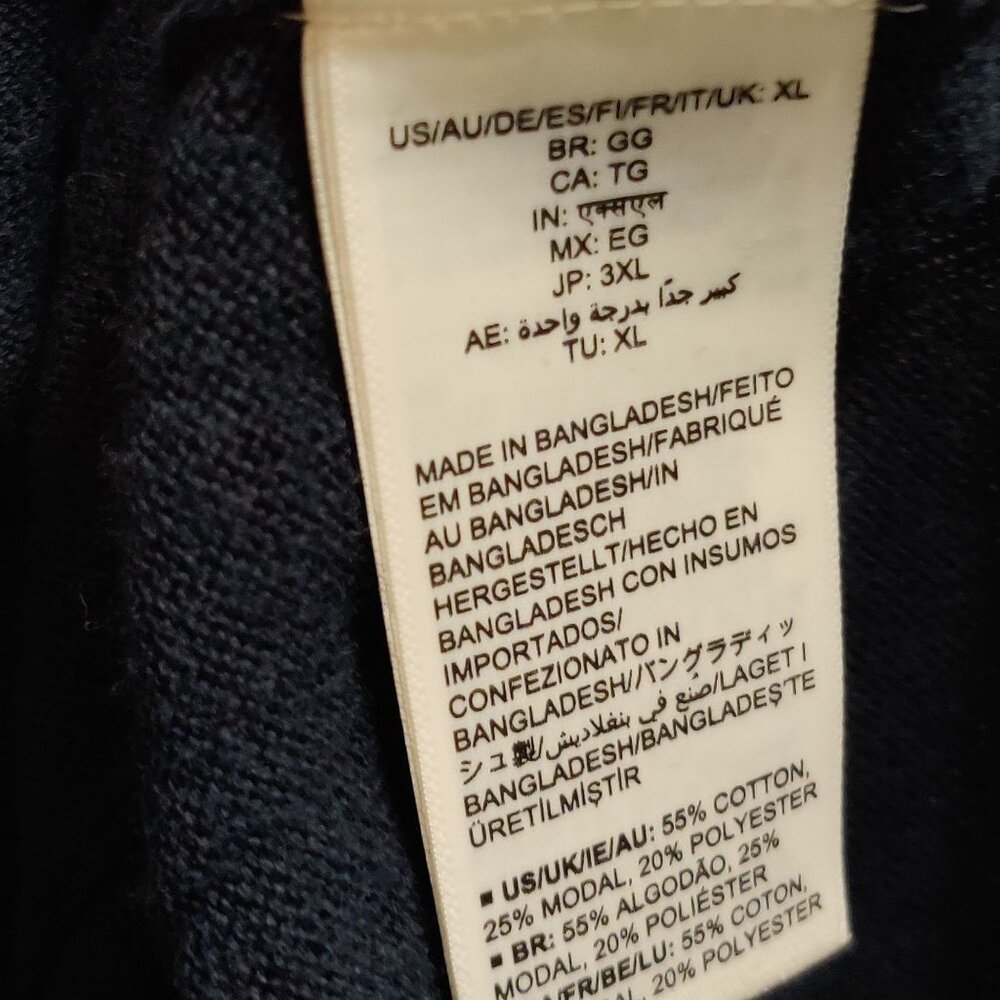 US/AU/DE/ES/FI/FR/IT/UK: XL
BR: GG
CA: TG
IN: एक्सएल
MX: EG
JP: 3XL
AE: كبير جدًا بدرجة واحدة
TU: XL
MADE IN BANGLADESH/FEITO
EM BANGLADESH/FABRIQUÉ
AU BANGLADESH/IN
BANGLADESCH
HERGESTELLT/HECHO EN
BANGLADESH CON INSUMOS
IMPORTADOS/
CONFEZIONATO IN
BANGLADESH//バングラディッ
シュ製/صنع في بنغلاديش/LAGET I
BANGLADESH/BANGLADEŞ'TE
ÜRETİLMİŞTİR
■ US/UK/IE/AU: 55% COTTON,
25% MODAL, 20% POLYESTER
■ BR: 55% ALGODÃO, 25%
MODAL, 20% POLIÉSTER
/FR/BE/LU: 55% COTON,
20% POLYESTER